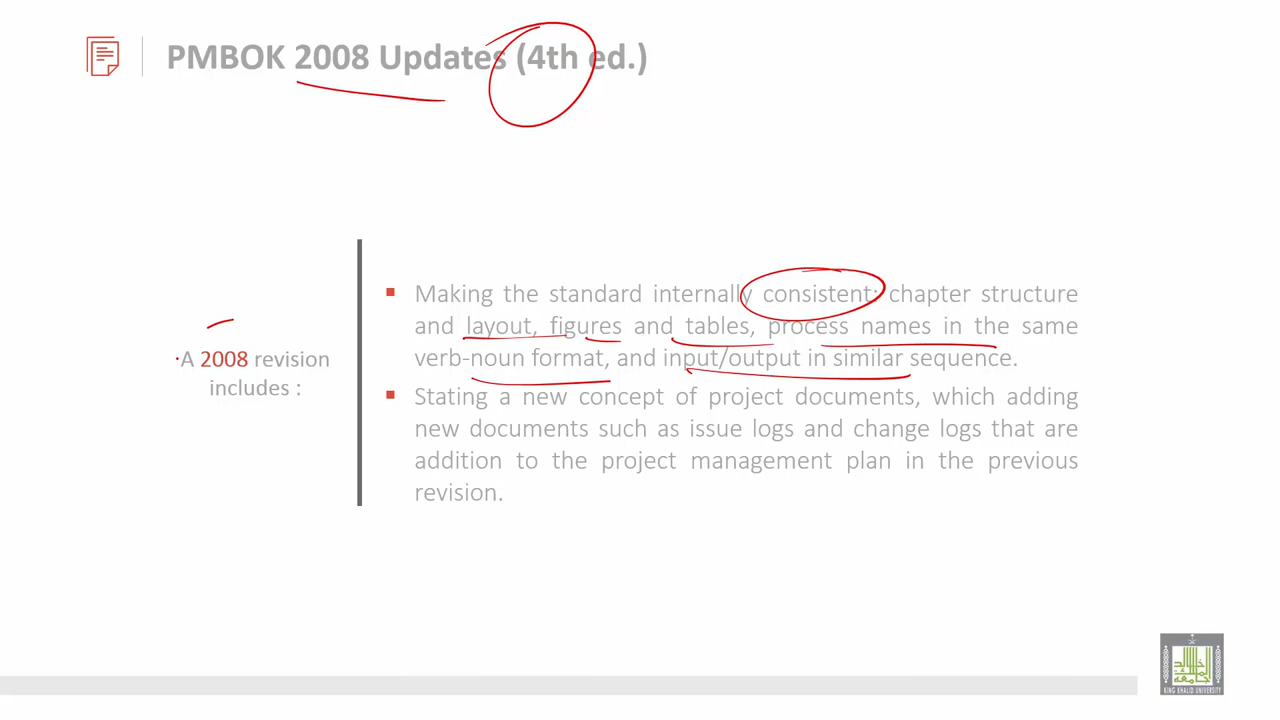 PMBOK 2008 Updates (4th ed.)
▪ Making the standard internally consistent: chapter structure
and layout, figures and tables, process names in the same
verb-noun format, and input/output in similar sequence.
·A 2008 revision
includes :
▪ Stating a new concept of project documents, which adding
new documents such as issue logs and change logs that are
addition to the project management plan in the previous
revision.
KING KHALID UNIVERSITY